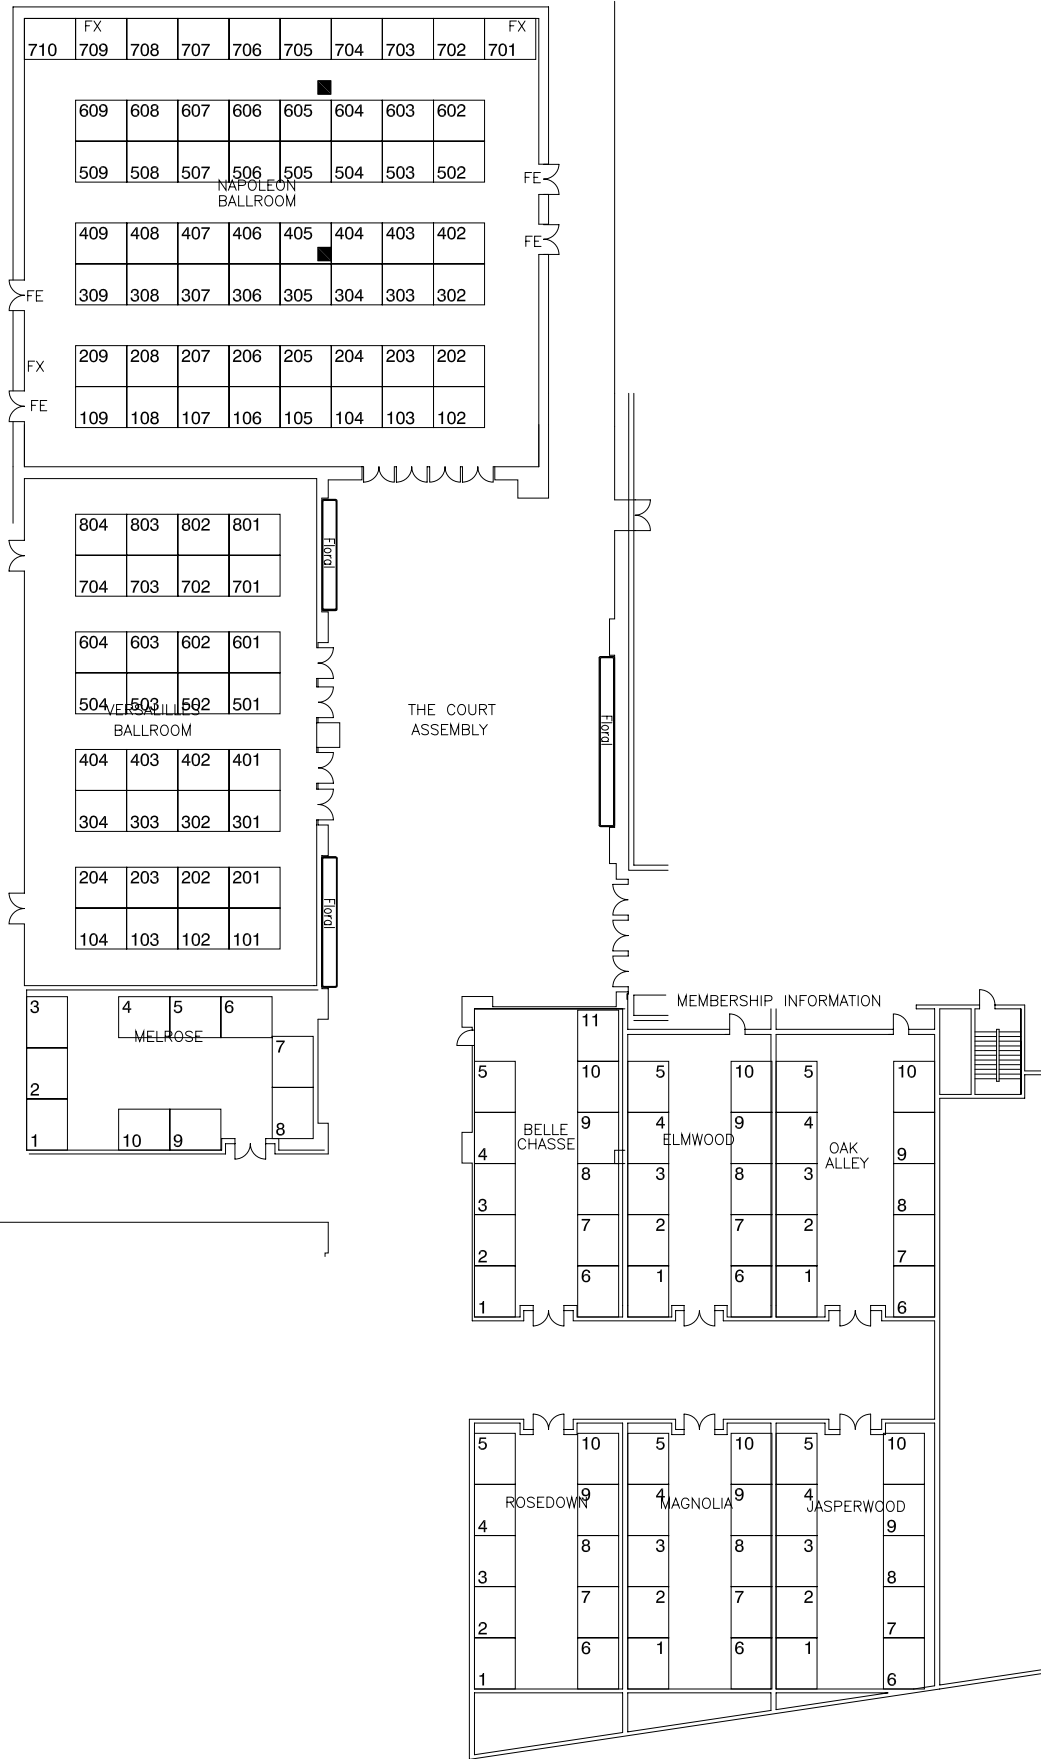 FX FX
710 709 708 707 706 705 704 703 702 701
609 608 607 606 605 604 603 602
509 508 507 506 505 504 503 502
FE
NAPOLEON
BALLROOM
409 408 407 406 405 404 403 402
FE
309 308 307 306 305 304 303 302
FE
209 208 207 206 205 204 203 202
FX
FE
109 108 107 106 105 104 103 102
804 803 802 801
Floral
704 703 702 701
604 603 602 601
504 503 502 501
VERSAILLES
BALLROOM
THE COURT
ASSEMBLY
Floral
404 403 402 401
304 303 302 301
204 203 202 201
Floral
104 103 102 101
MEMBERSHIP INFORMATION
3 4 5 6
MELROSE
7
2
1 10 9 8
11
5 10 5 10 5 10
9 4 9 4
BELLE
CHASSE
ELMWOOD
OAK
ALLEY
4 9
8 3 8 3
3 8
7 2 7 2
2 7
6 1 6 1
1 6
5 10 5 10 5 10
9 4 9 4
ROSEDOWN MAGNOLIA JASPERWOOD
4 9
8 3 8 3
3 8
7 2 7 2
2 7
6 1 6 1
1 6